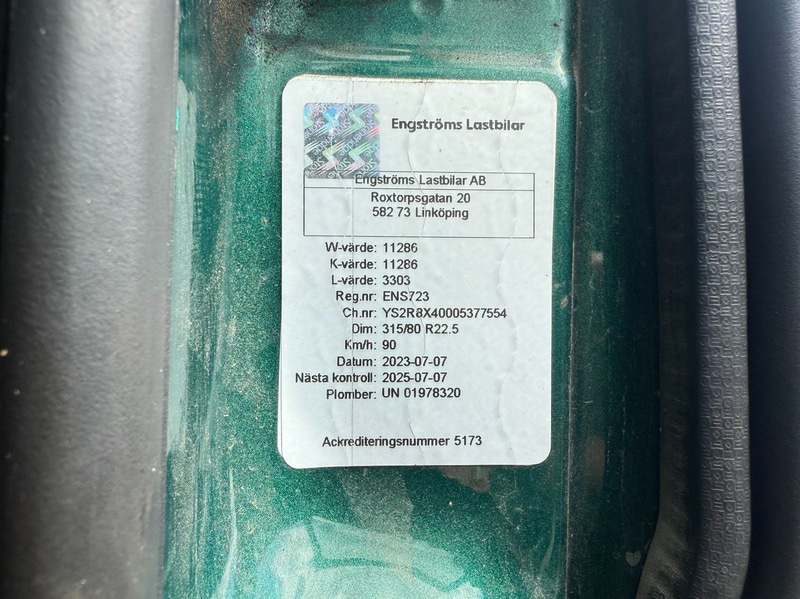 Engströms Lastbilar
Engströms Lastbilar AB
Roxtorpsgatan 20
582 73 Linköping
W-värde: 11286
K-värde: 11286
L-värde: 3303
Reg.nr: ENS723
Ch.nr: YS2R8X40005377554
Dim: 315/80 R22.5
Km/h: 90
Datum: 2023-07-07
Nästa kontroll: 2025-07-07
Plomber: UN 01978320
Ackrediteringsnummer 5173